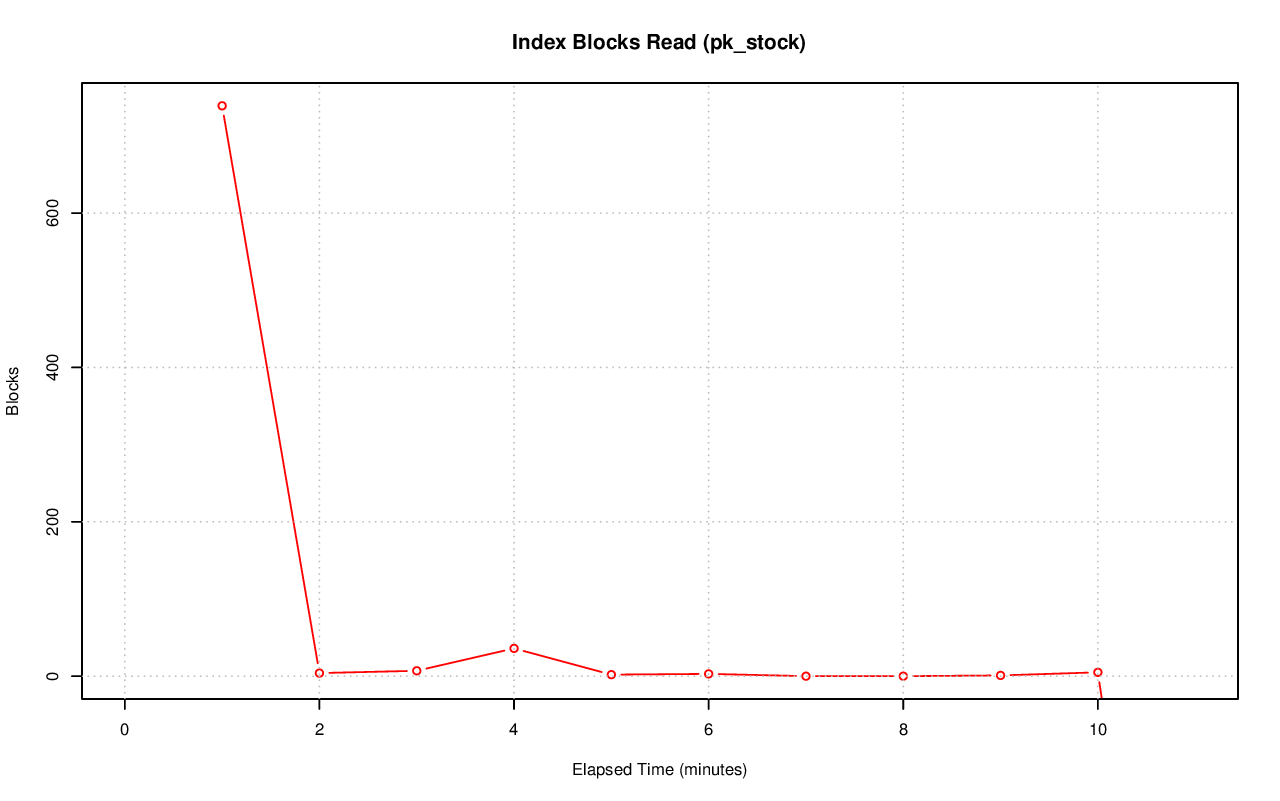 Index Blocks Read (pk_stock)
Blocks
600
400
200
0
0 2 4 6 8 10
Elapsed Time (minutes)